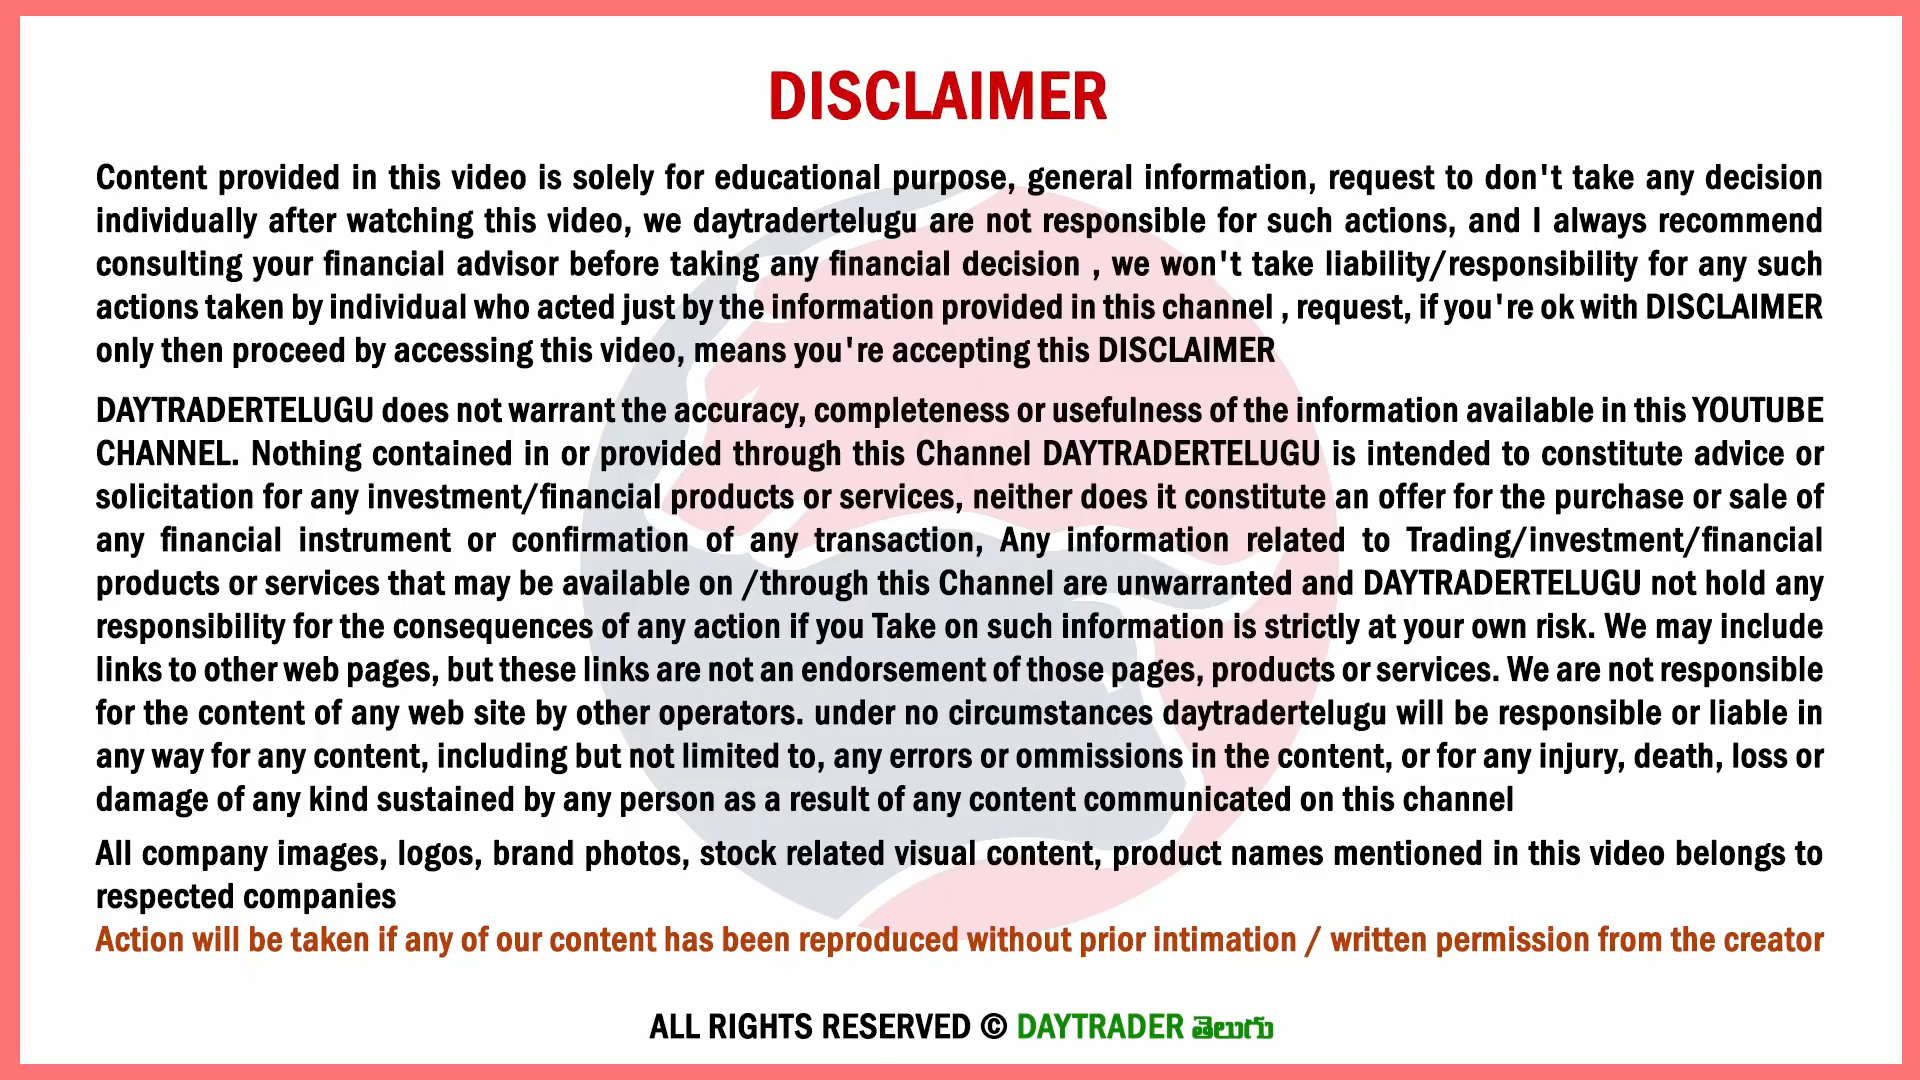 DISCLAIMER
Content provided in this video is solely for educational purpose, general information, request to don't take any decision
individually after watching this video, we daytradertelugu are not responsible for such actions, and I always recommend
consulting your financial advisor before taking any financial decision , we won't take liability/responsibility for any such
actions taken by individual who acted just by the information provided in this channel , request, if you're ok with DISCLAIMER
only then proceed by accessing this video, means you're accepting this DISCLAIMER
DAYTRADERTELUGU does not warrant the accuracy, completeness or usefulness of the information available in this YOUTUBE
CHANNEL. Nothing contained in or provided through this Channel DAYTRADERTELUGU is intended to constitute advice or
solicitation for any investment/financial products or services, neither does it constitute an offer for the purchase or sale of
any financial instrument or confirmation of any transaction, Any information related to Trading/investment/financial
products or services that may be available on /through this Channel are unwarranted and DAYTRADERTELUGU not hold any
responsibility for the consequences of any action if you Take on such information is strictly at your own risk. We may include
links to other web pages, but these links are not an endorsement of those pages, products or services. We are not responsible
for the content of any web site by other operators. under no circumstances daytradertelugu will be responsible or liable in
any way for any content, including but not limited to, any errors or ommissions in the content, or for any injury, death, loss or
damage of any kind sustained by any person as a result of any content communicated on this channel
All company images, logos, brand photos, stock related visual content, product names mentioned in this video belongs to
respected companies
Action will be taken if any of our content has been reproduced without prior intimation / written permission from the creator
ALL RIGHTS RESERVED © DAYTRADER తెలుగు